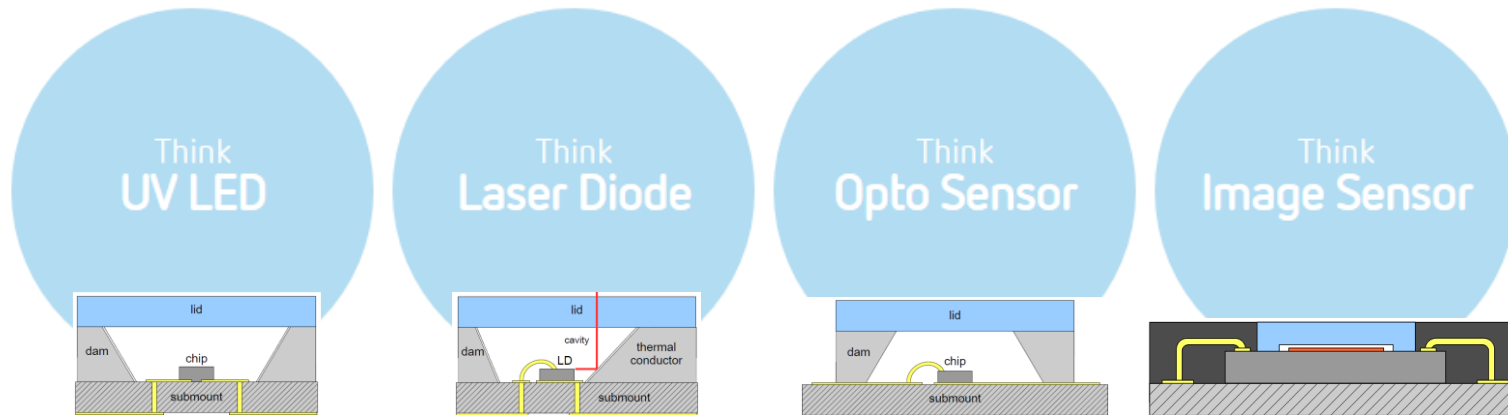 Think
UV LED
Think
Laser Diode
Think
Opto Sensor
Think
Image Sensor
lid
dam
chip
submount
lid
cavity
dam
LD
thermal
conductor
submount
lid
dam
chip
submount